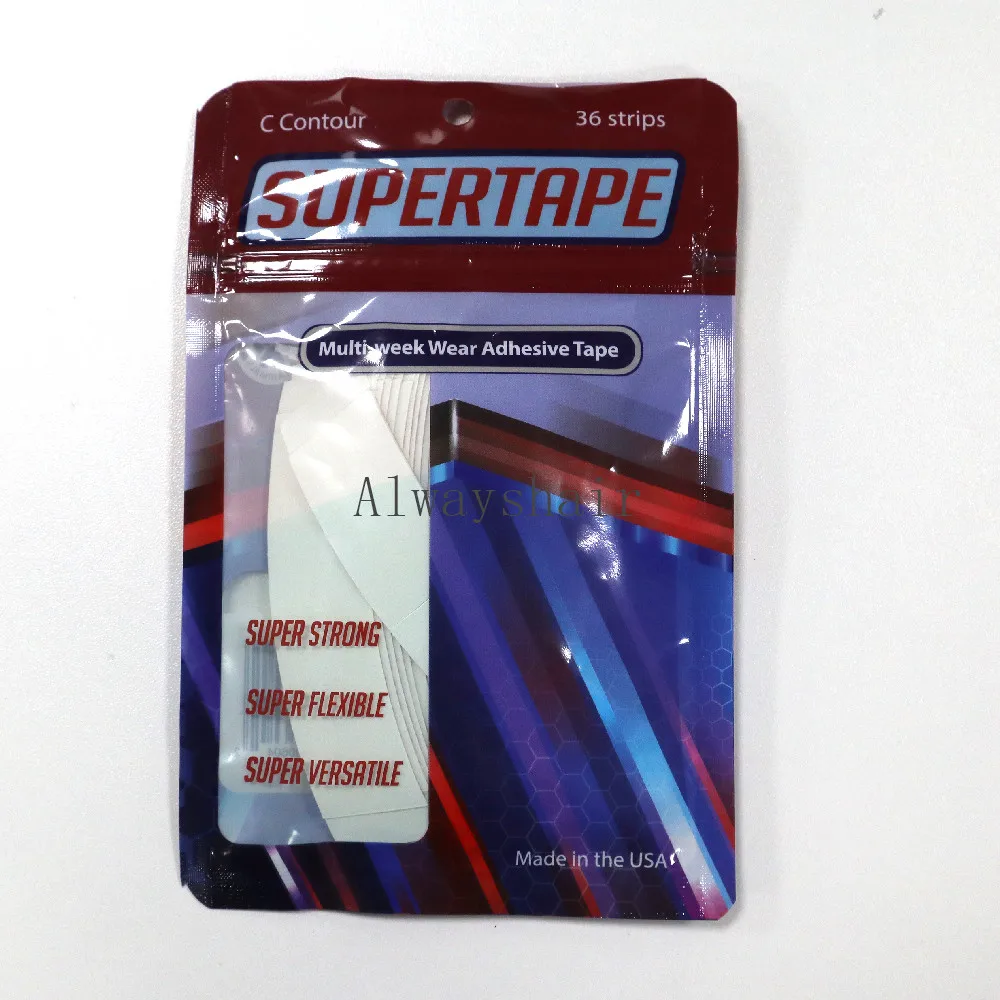 C Contour
36 strips
SUPERTAPE
Multi-week Wear Adhesive Tape
Alwayshair
SUPER STRONG
SUPER FLEXIBLE
SUPER VERSATILE
Made in the USA